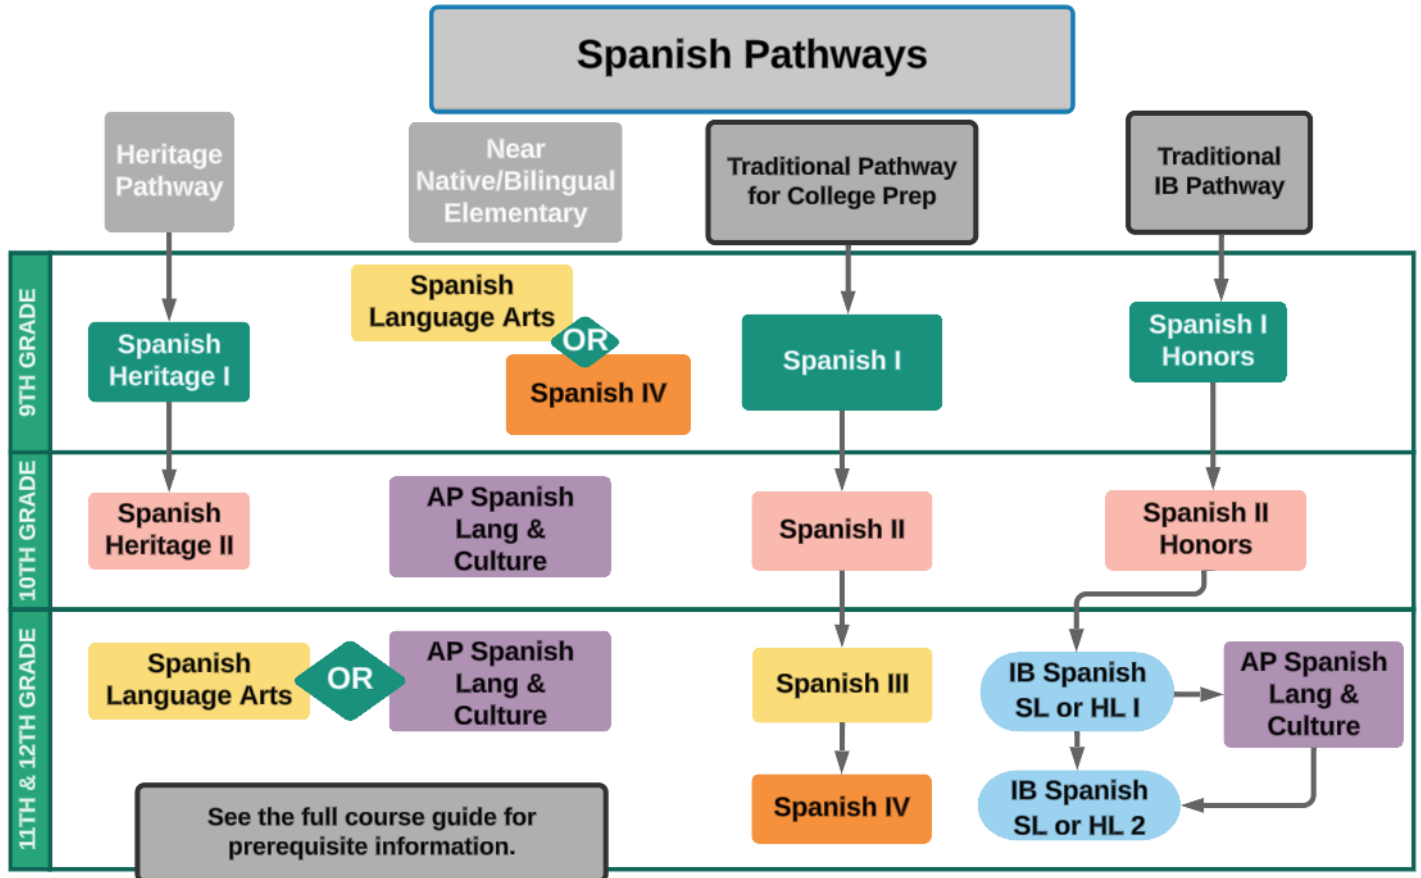 Spanish Pathways
Heritage
Pathway
Near
Native/Bilingual
Elementary
Traditional Pathway
for College Prep
Traditional
IB Pathway
9TH GRADE
Spanish
Heritage I
Spanish
Language Arts
OR
Spanish IV
Spanish I
Spanish I
Honors
10TH GRADE
Spanish
Heritage II
AP Spanish
Lang &
Culture
Spanish II
Spanish II
Honors
11TH & 12TH GRADE
Spanish
Language Arts
OR
AP Spanish
Lang &
Culture
Spanish III
Spanish IV
IB Spanish
SL or HL I
AP Spanish
Lang &
Culture
IB Spanish
SL or HL 2
See the full course guide for
prerequisite information.